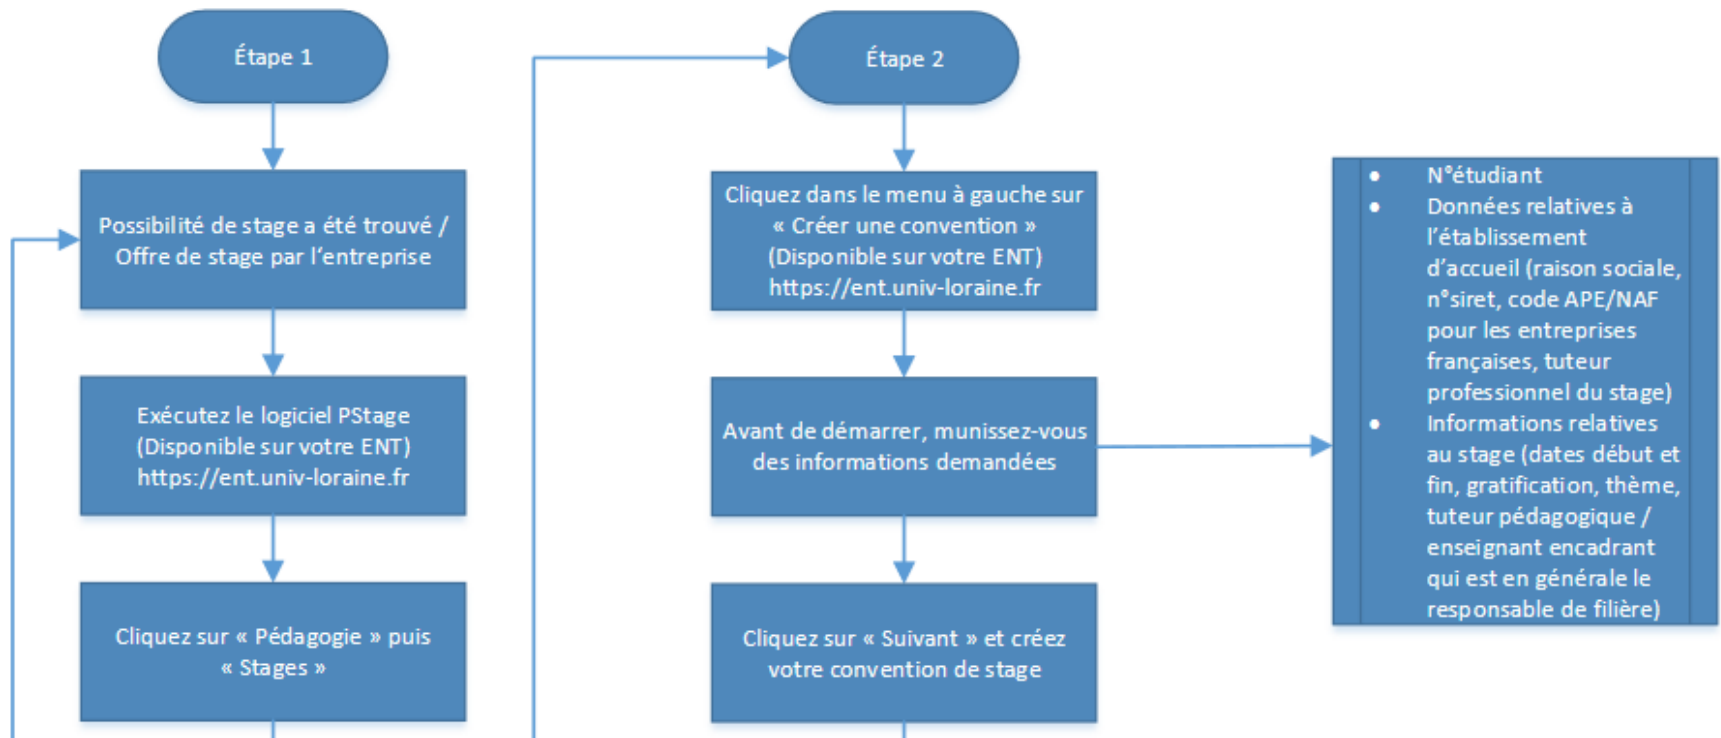 Étape 1
Possibilité de stage a été trouvé /
Offre de stage par l'entreprise
Exécutez le logiciel PStage
(Disponible sur votre ENT)
https://ent.univ-loraine.fr
Cliquez sur « Pédagogie » puis
« Stages »
Étape 2
Cliquez dans le menu à gauche sur
« Créer une convention »
(Disponible sur votre ENT)
https://ent.univ-loraine.fr
Avant de démarrer, munissez-vous
des informations demandées
Cliquez sur « Suivant » et créez
votre convention de stage
● N°étudiant
● Données relatives à
l'établissement
d'accueil (raison sociale,
n°siret, code APE/NAF
pour les entreprises
françaises, tuteur
professionnel du stage)
● Informations relatives
au stage (dates début et
fin, gratification, thème,
tuteur pédagogique /
enseignant encadrant
qui est en générale le
responsable de filière)